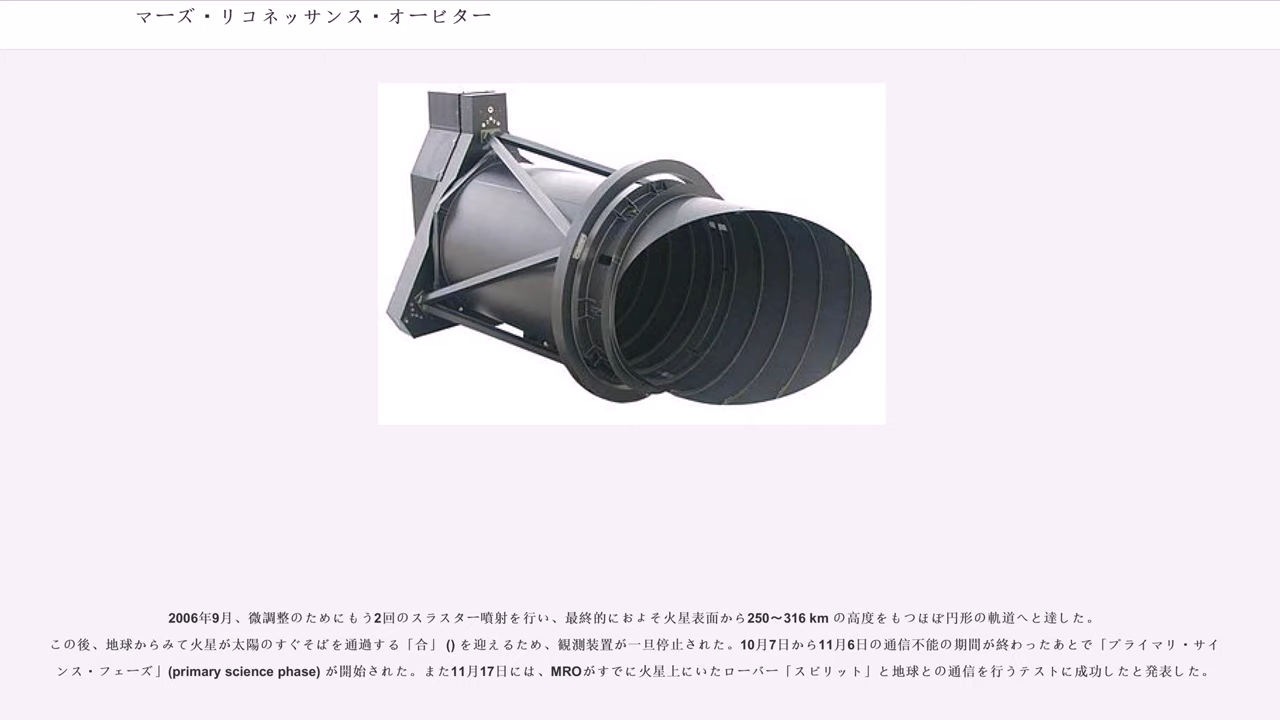 マーズ・リコネッサンス・オービター
2006年9月、微調整のためにもう2回のスラスター噴射を行い、最終的におよそ火星表面から250〜316 km の高度をもつほぼ円形の軌道へと達した。
この後、地球からみて火星が太陽のすぐそばを通過する「合」 () を迎えるため、観測装置が一旦停止された。10月7日から11月6日の通信不能の期間が終わったあとで「プライマリ・サイ
ンス・フェーズ」(primary science phase) が開始された。また11月17日には、MROがすでに火星上にいたローバー「スピリット」と地球との通信を行うテストに成功したと発表した。